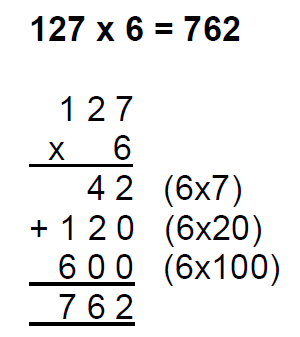 127 x 6 = 762
1 2 7
x 6
4 2 (6x7)
+ 1 2 0 (6x20)
6 0 0 (6x100)
7 6 2